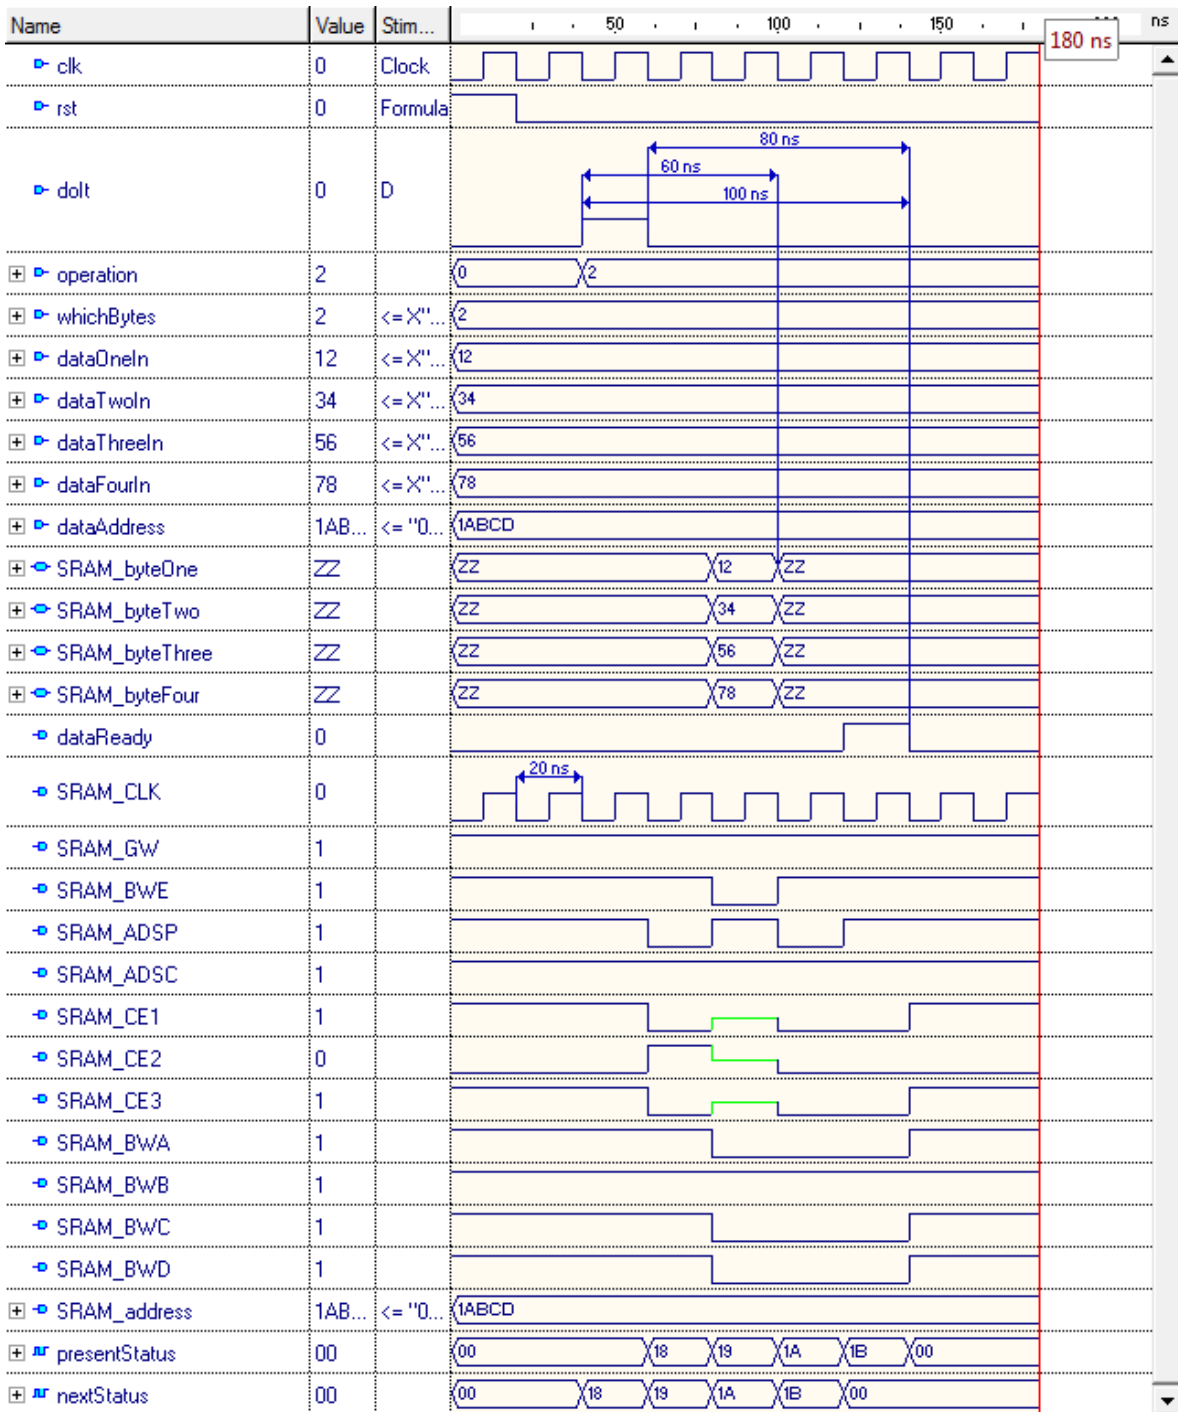 Name Value Stim... 50 100 150 ns
180 ns
clk 0 Clock
rst 0 Formula
80 ns
60 ns
doIt 0 D 100 ns
operation 2 0 2
whichBytes 2 <= X"... 2
dataOneIn 12 <= X"... 12
dataTwoIn 34 <= X"... 34
dataThreeIn 56 <= X"... 56
dataFourIn 78 <= X"... 78
dataAddress 1AB... <= "0... 1ABCD
SRAM_byteOne ZZ ZZ 12 ZZ
SRAM_byteTwo ZZ ZZ 34 ZZ
SRAM_byteThree ZZ ZZ 56 ZZ
SRAM_byteFour ZZ ZZ 78 ZZ
dataReady 0
20 ns
SRAM_CLK 0
SRAM_GW 1
SRAM_BWE 1
SRAM_ADSP 1
SRAM_ADSC 1
SRAM_CE1 1
SRAM_CE2 0
SRAM_CE3 1
SRAM_BWA 1
SRAM_BWB 1
SRAM_BWC 1
SRAM_BWD 1
SRAM_address 1AB... <= "0... 1ABCD
presentStatus 00 00 18 19 1A 1B 00
nextStatus 00 00 18 19 1A 1B 00